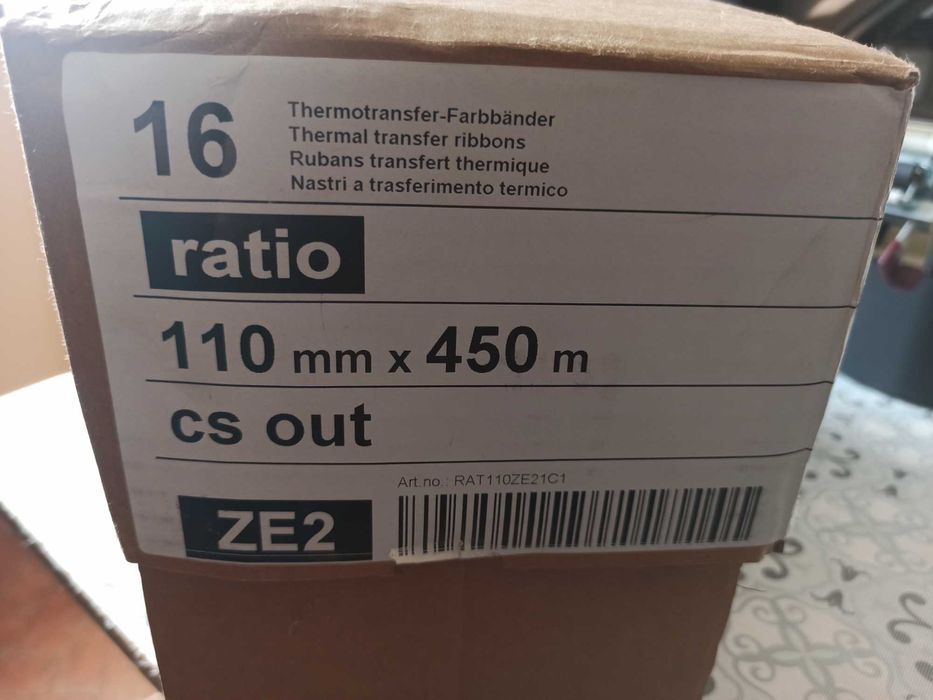 16
Thermotransfer-Farbbänder
Thermal transfer ribbons
Rubans transfert thermique
Nastri a trasferimento termico
ratio
110 mm x 450 m
cs out
Art.no.: RAT110ZE21C1
ZE2